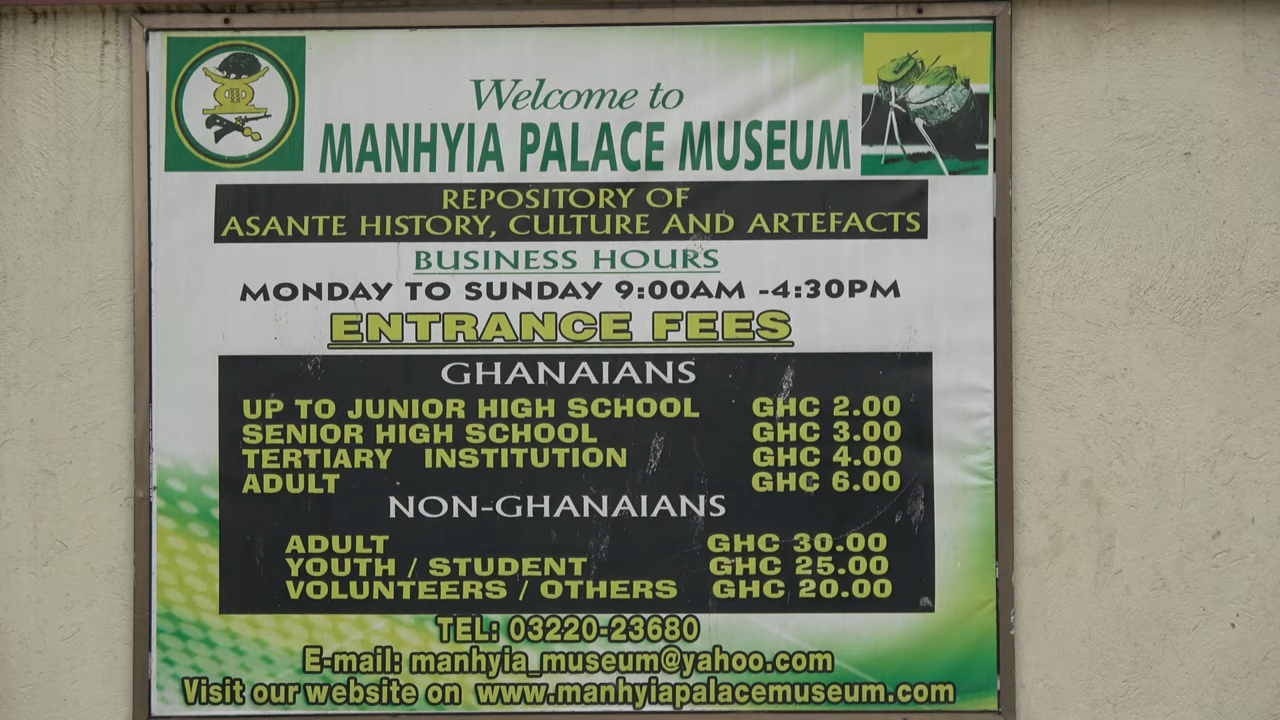 Welcome to
MANHYIA PALACE MUSEUM
REPOSITORY OF
ASANTE HISTORY, CULTURE AND ARTEFACTS
BUSINESS HOURS
MONDAY TO SUNDAY 9:00AM -4:30PM
ENTRANCE FEES
GHANAIANS
UP TO JUNIOR HIGH SCHOOL GHC 2.00
SENIOR HIGH SCHOOL GHC 3.00
TERTIARY INSTITUTION GHC 4.00
ADULT GHC 6.00
NON-GHANAIANS
ADULT GHC 30.00
YOUTH / STUDENT GHC 25.00
VOLUNTEERS / OTHERS GHC 20.00
TEL: 03220-23680
E-mail: manhyia_museum@yahoo.com
Visit our website on www.manhyiapalacemuseum.com